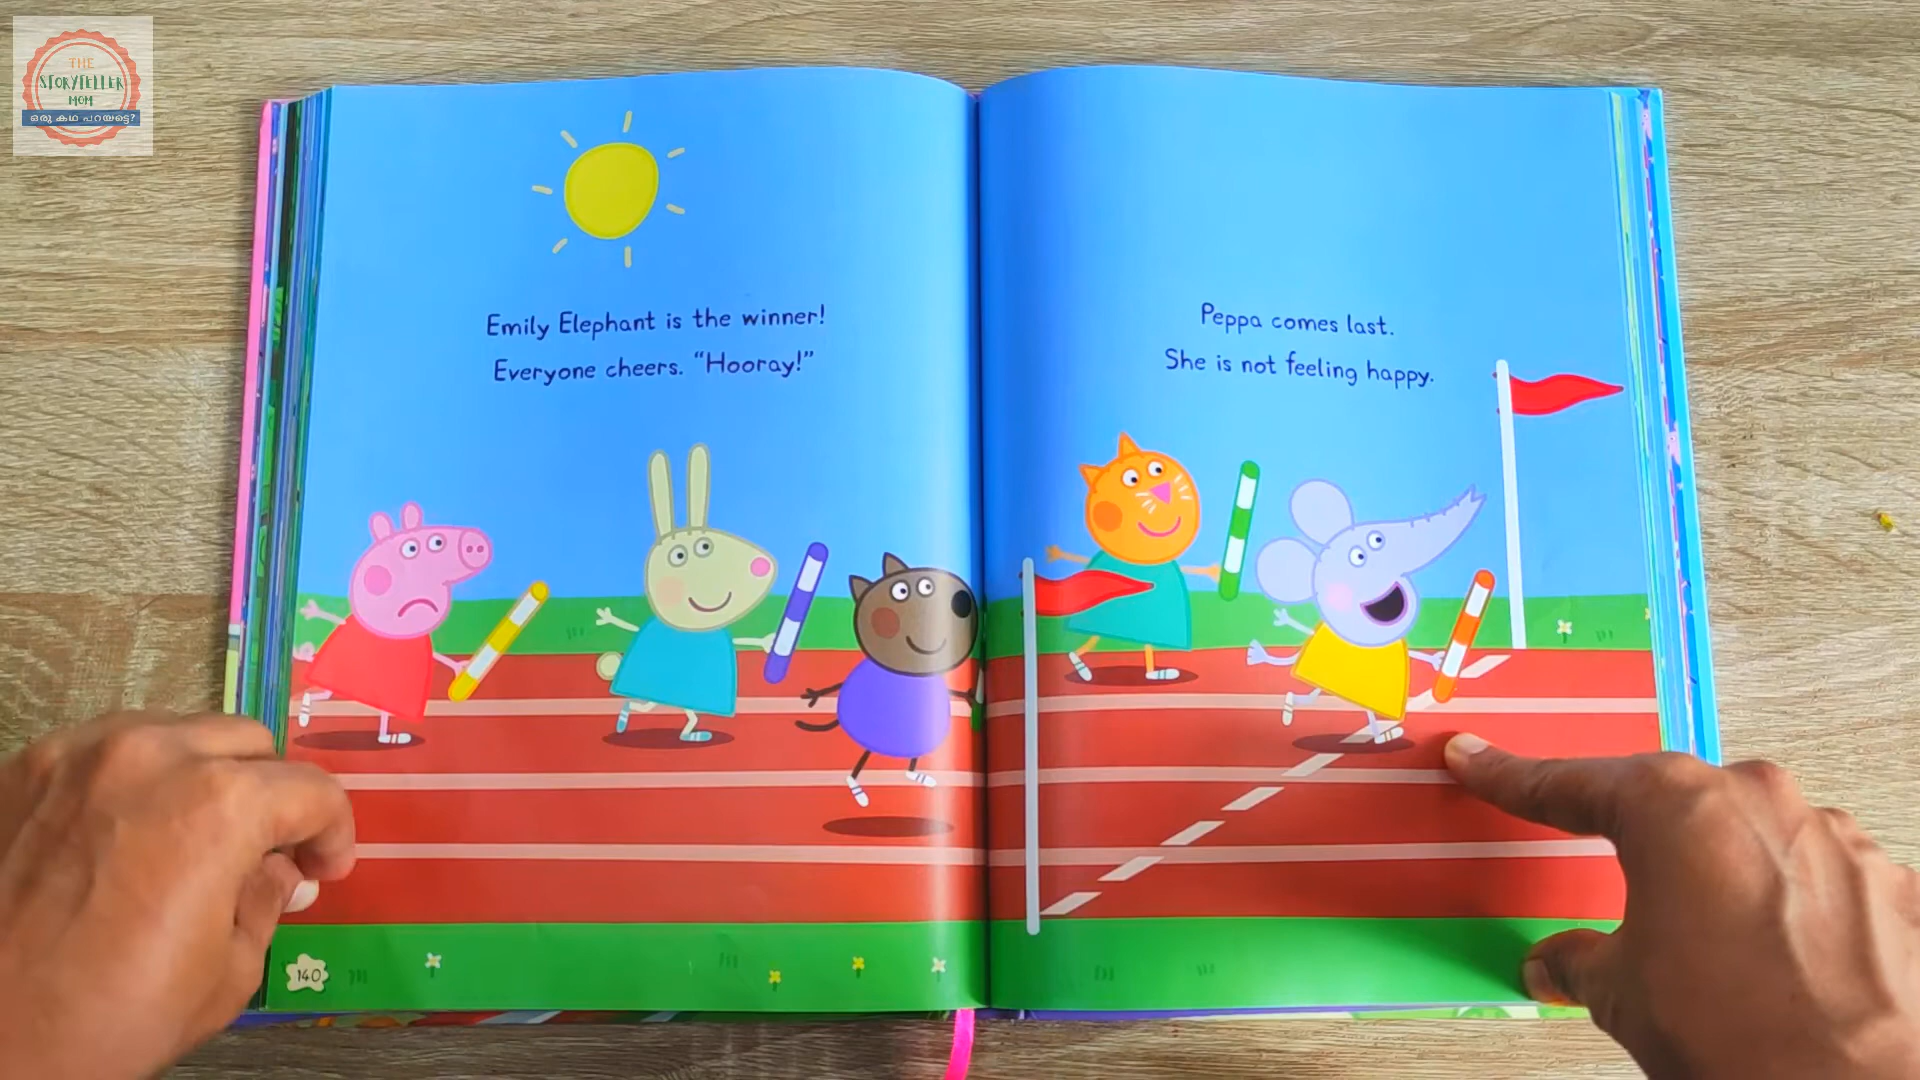 THE
STORYTELLER
MOM
ഒരു കഥ പറയട്ടെ?
Emily Elephant is the winner!
Everyone cheers. “Hooray!”
Peppa comes last.
She is not feeling happy.
140